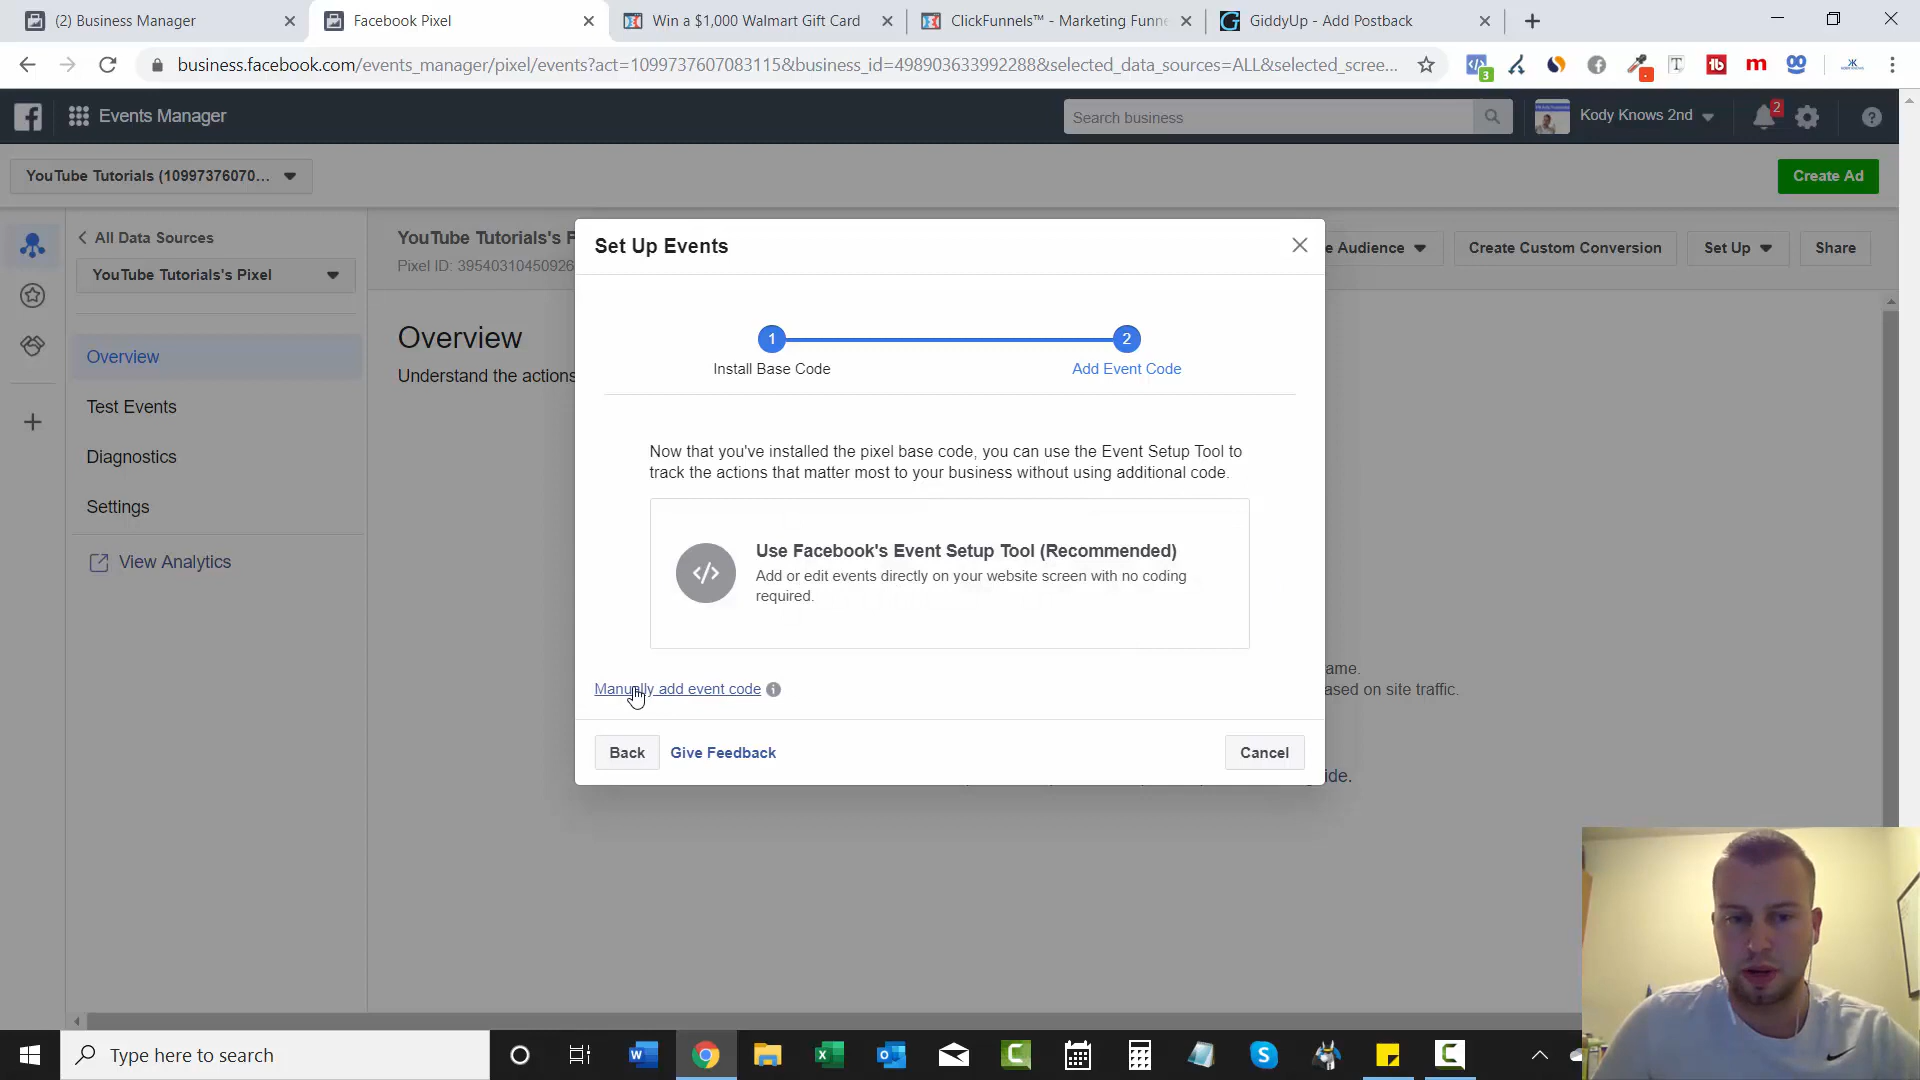 (2) Business Manager
Facebook Pixel
Win a $1,000 Walmart Gift Card
ClickFunnels™ - Marketing Funne
GiddyUp - Add Postback
business.facebook.com/events_manager/pixel/events?act=1099737607083115&business_id=498903633992288&selected_data_sources=ALL&selected_scree...
Events Manager
Search business
Kody Knows 2nd
2
YouTube Tutorials (10997376070...
Create Ad
All Data Sources
YouTube Tutorials's Pixel
YouTube Tutorials's P
Pixel ID: 39540310450926
e Audience
Create Custom Conversion
Set Up
Share
Overview
Test Events
Diagnostics
Settings
View Analytics
Overview
Understand the actions
Set Up Events
1
2
Install Base Code
Add Event Code
Now that you've installed the pixel base code, you can use the Event Setup Tool to
track the actions that matter most to your business without using additional code.
Use Facebook's Event Setup Tool (Recommended)
Add or edit events directly on your website screen with no coding
required.
Manually add event code
Back
Give Feedback
Cancel
ame.
ased on site traffic.
ide.
Type here to search